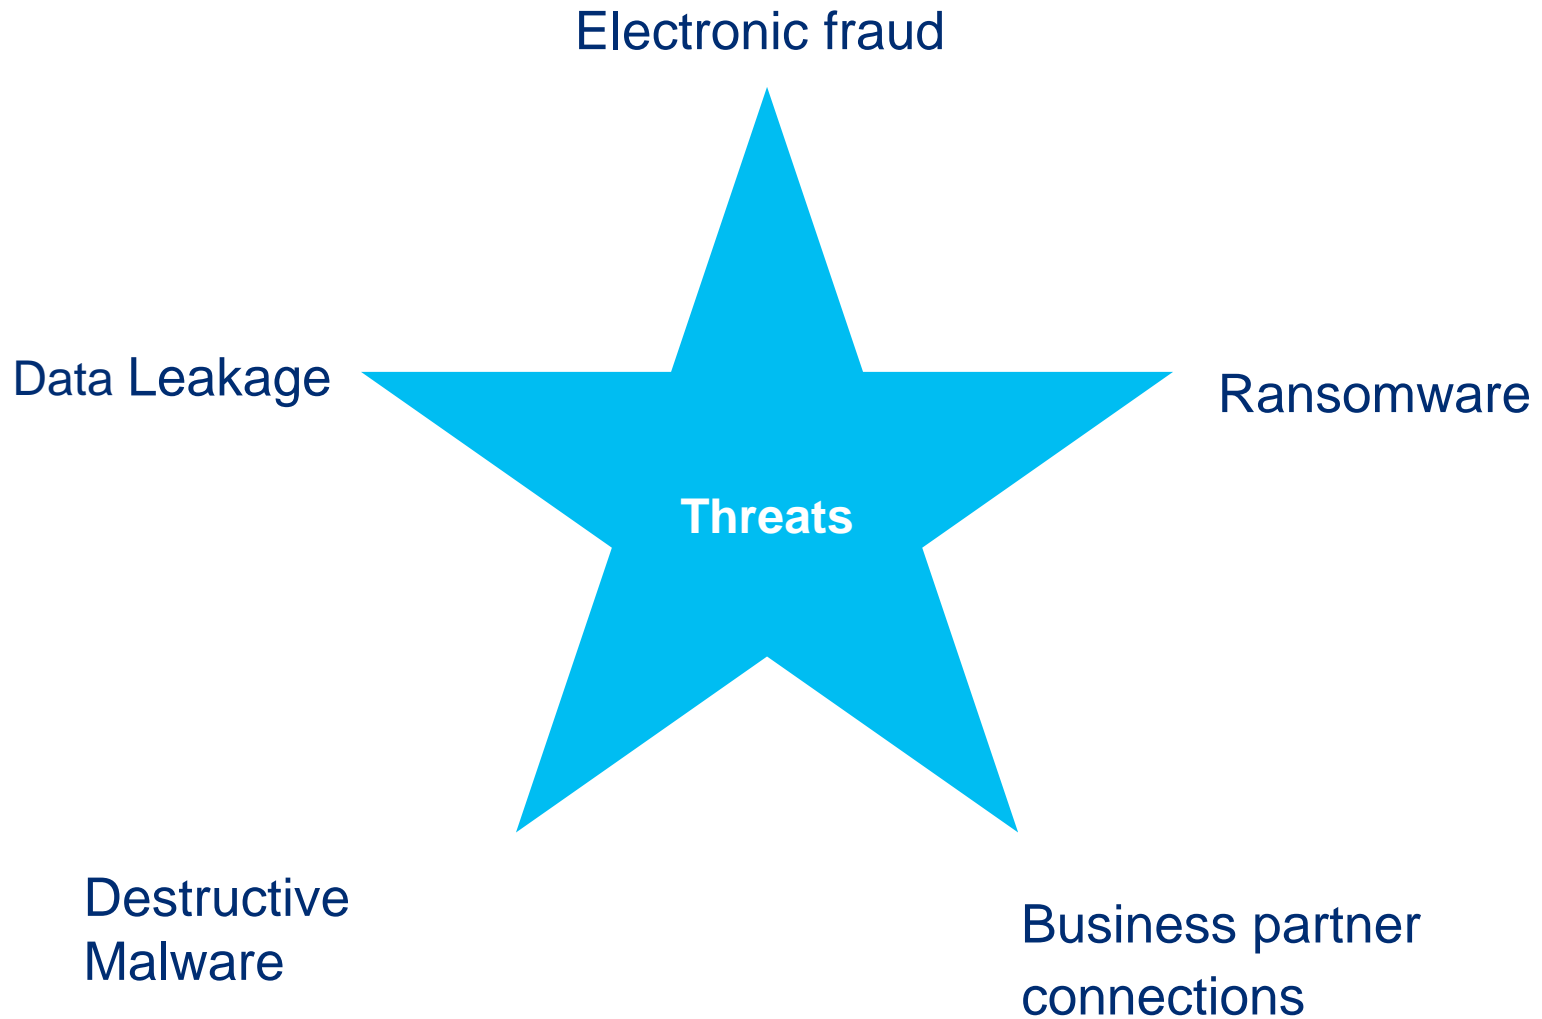 Electronic fraud
Data Leakage
Ransomware
Threats
Destructive
Malware
Business partner
connections